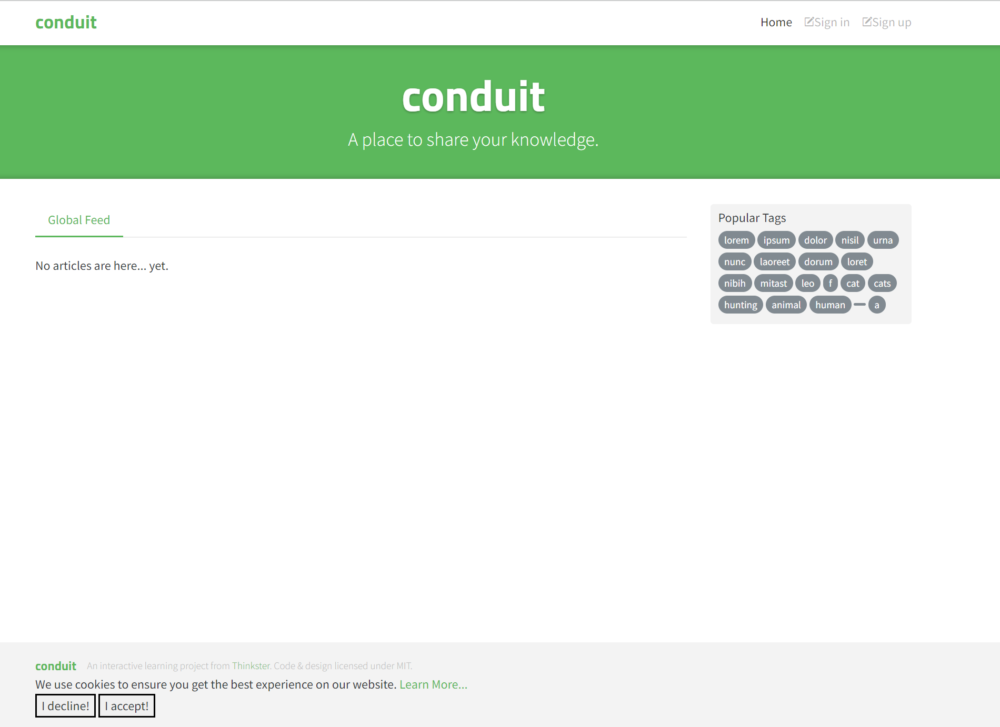 conduit
Home Sign in Sign up
conduit
A place to share your knowledge.
Global Feed
No articles are here... yet.
Popular Tags
lorem ipsum dolor nisil urna
nunc laoreet dorum loret
nibih mitast leo f cat cats
hunting animal human a
conduit An interactive learning project from Thinkster. Code & design licensed under MIT.
We use cookies to ensure you get the best experience on our website. Learn More...
I decline! I accept!